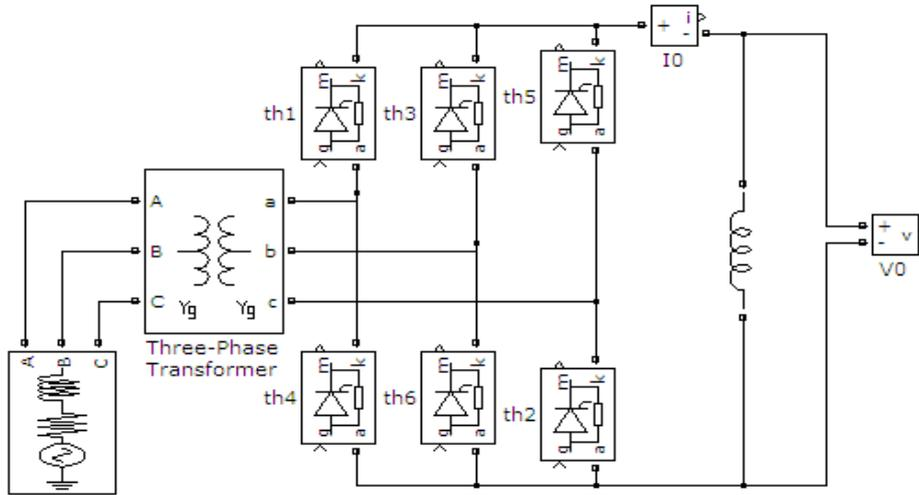 + i -
I0
m k
m k
m k
th1
th3
th5
g a
g a
g a
A a
B b
C c
Yg Yg
+ v
-
V0
Three-Phase
Transformer
A B C
m k
m k
m k
th4
th6
th2
g a
g a
g a